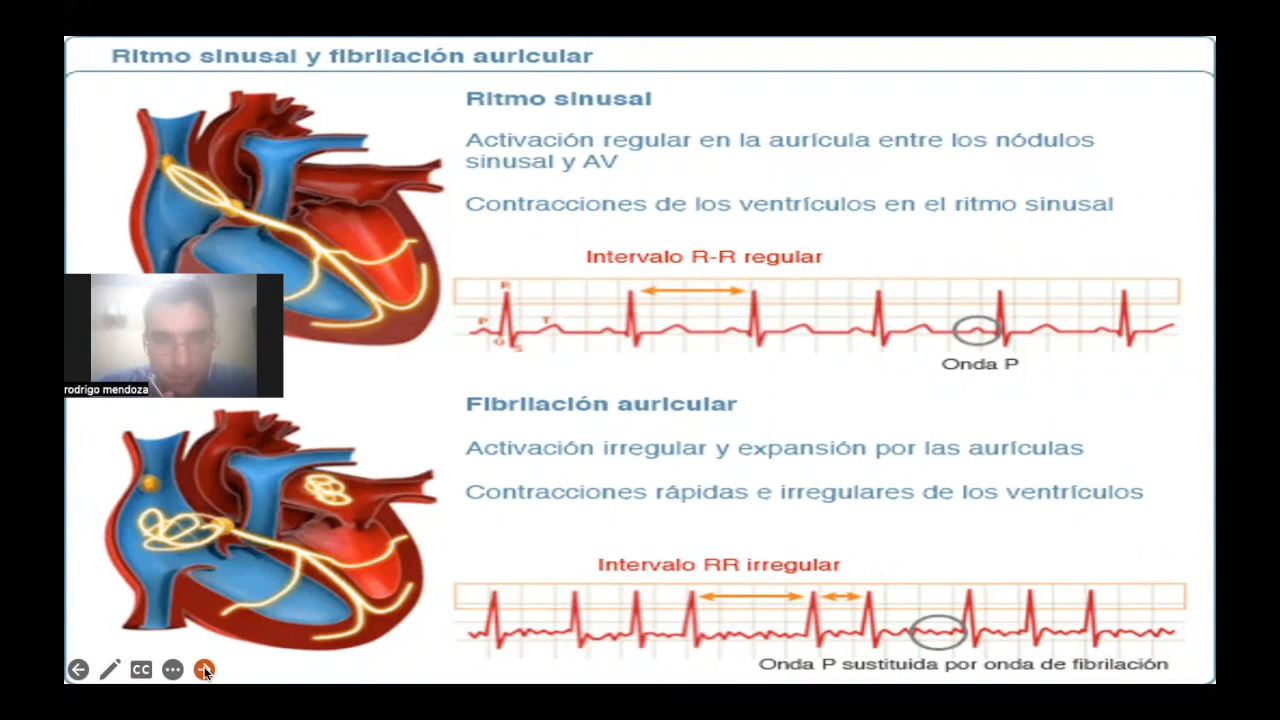 Ritmo sinusal y fibrilación auricular
Ritmo sinusal
Activación regular en la aurícula entre los nódulos
sinusal y AV
Contracciones de los ventrículos en el ritmo sinusal
Intervalo R-R regular
R
P
T
Q
S
Onda P
rodrigo mendoza
Fibrilación auricular
Activación irregular y expansión por las aurículas
Contracciones rápidas e irregulares de los ventrículos
Intervalo RR irregular
Onda P sustituida por onda de fibrilación
CC